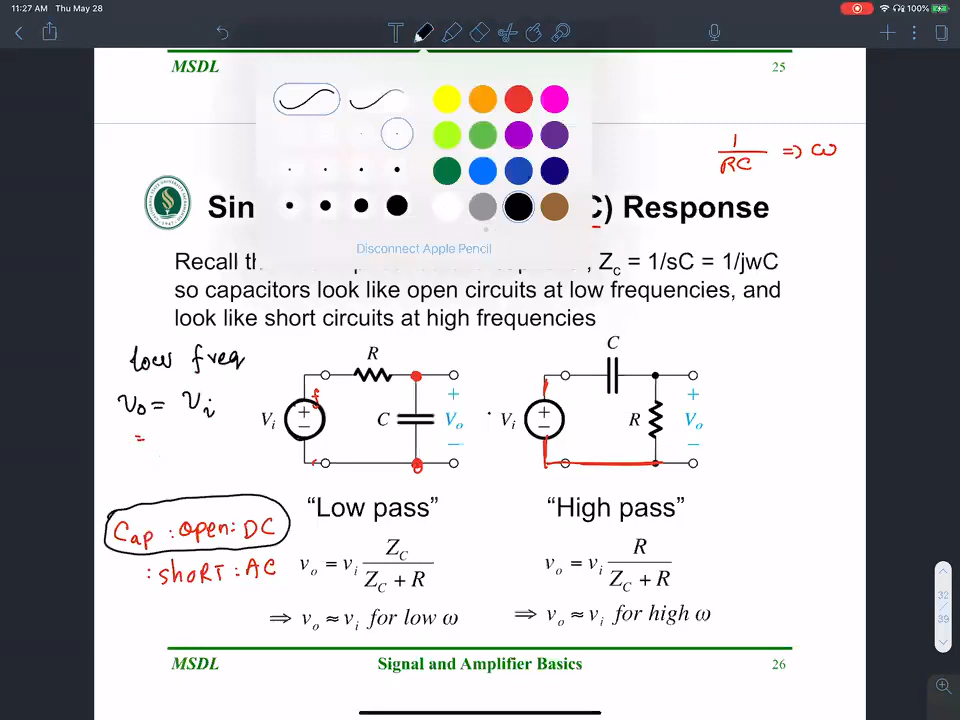 11:27 AM Thu May 28
100%
T
MSDL 25
1/RC => ω
Sin C) Response
Disconnect Apple Pencil
Recall th , Zc = 1/sC = 1/jwC
so capacitors look like open circuits at low frequencies, and
look like short circuits at high frequencies
low freq
vo = vi
=
R
Vi + − C + Vo −
C
Vi + − R + Vo −
Cap : open : DC
: shoRT : AC
“Low pass” “High pass”
vo = vi ZC / (ZC + R)
vo = vi R / (ZC + R)
⇒ vo ≈ vi for low ω
⇒ vo ≈ vi for high ω
MSDL Signal and Amplifier Basics 26
32
39